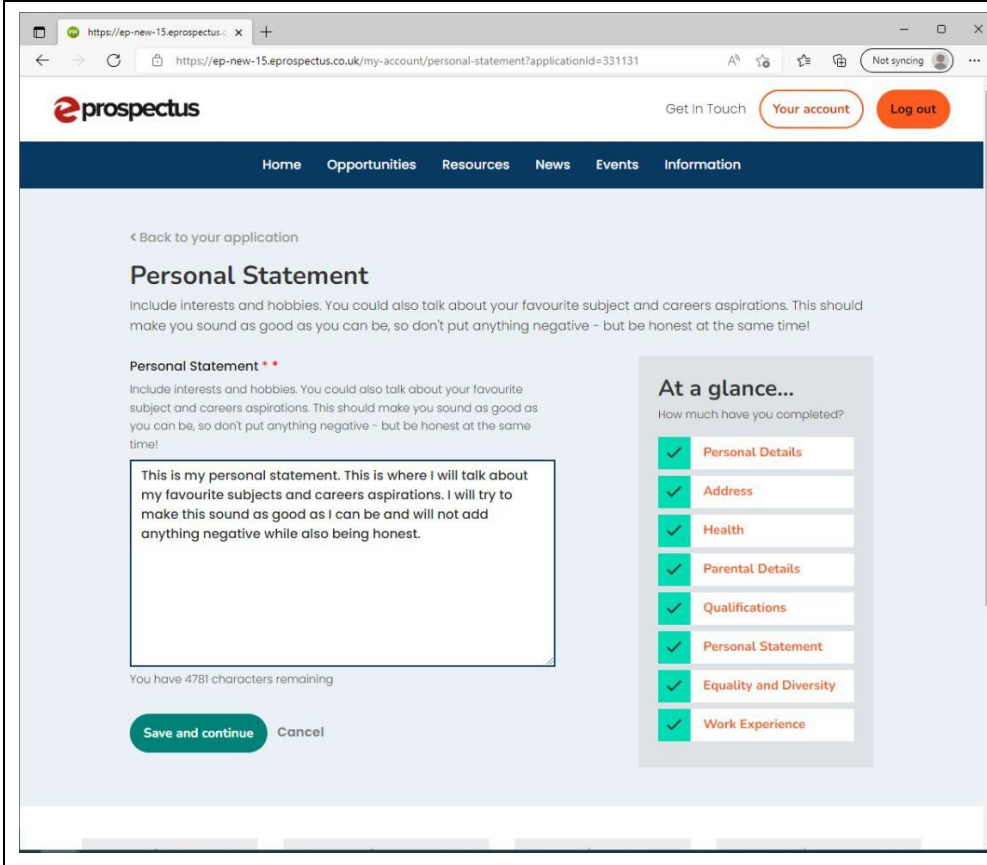 https://ep-new-15.eprospectus.c
https://ep-new-15.eprospectus.co.uk/my-account/personal-statement?applicationId=331131
Not syncing
eprospectus
Get In Touch
Your account
Log out
Home Opportunities Resources News Events Information
Back to your application
Personal Statement
Include interests and hobbies. You could also talk about your favourite subject and careers aspirations. This should
make you sound as good as you can be, so don't put anything negative - but be honest at the same time!
Personal Statement * *
Include interests and hobbies. You could also talk about your favourite
subject and careers aspirations. This should make you sound as good as
you can be, so don't put anything negative - but be honest at the same
time!
This is my personal statement. This is where I will talk about
my favourite subjects and careers aspirations. I will try to
make this sound as good as I can be and will not add
anything negative while also being honest.
You have 4781 characters remaining
Save and continue
Cancel
At a glance...
How much have you completed?
Personal Details
Address
Health
Parental Details
Qualifications
Personal Statement
Equality and Diversity
Work Experience